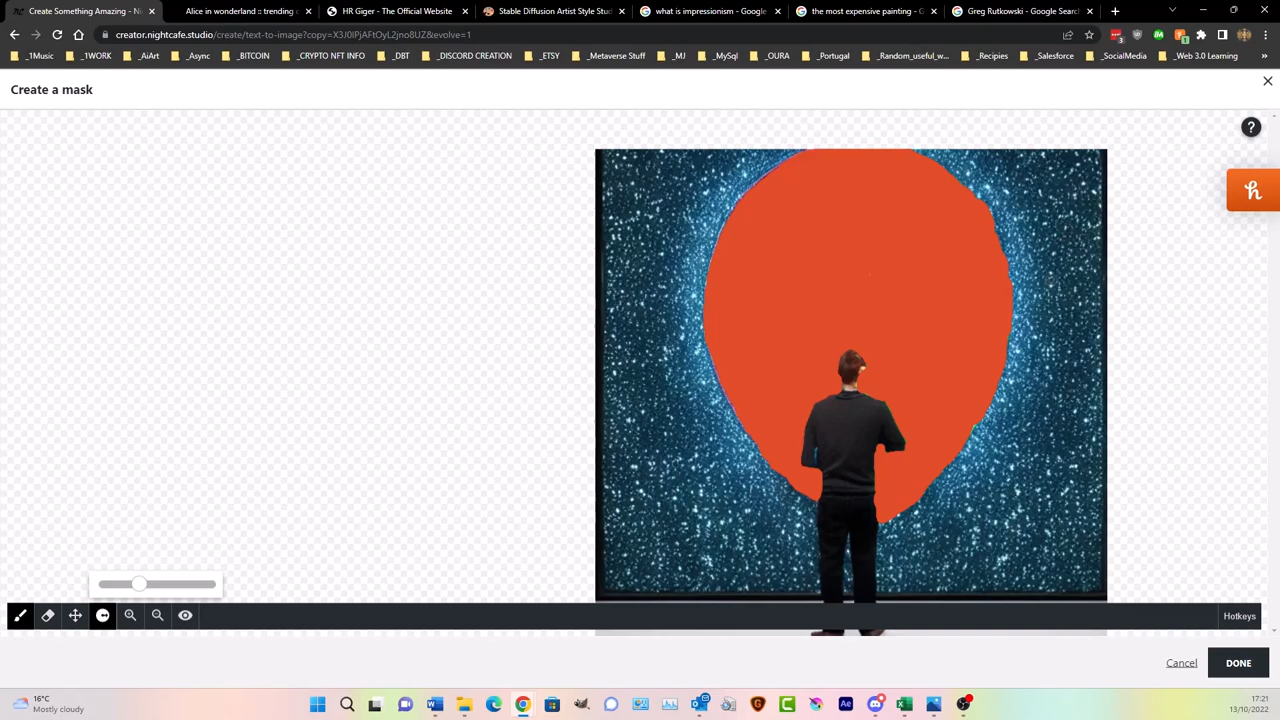 Create Something Amazing - Ni
Alice in wonderland :: trending c
HR Giger - The Official Website
Stable Diffusion Artist Style Stud
what is impressionism - Google
the most expensive painting - G
Greg Rutkowski - Google Searc
creator.nightcafe.studio/create/text-to-image?copy=X3J0IPjAFtOyL2jno8UZ&evolve=1
_1Music
_1WORK
_AiArt
_Async
_BITCOIN
_CRYPTO NFT INFO
_DBT
_DISCORD CREATION
_ETSY
_Metaverse Stuff
_MJ
_MySql
_OURA
_Portugal
_Random_useful_w...
_Recipies
_Salesforce
_SocialMedia
_Web 3.0 Learning
Create a mask
Hotkeys
Cancel
DONE
16°C
Mostly cloudy
17:21
13/10/2022